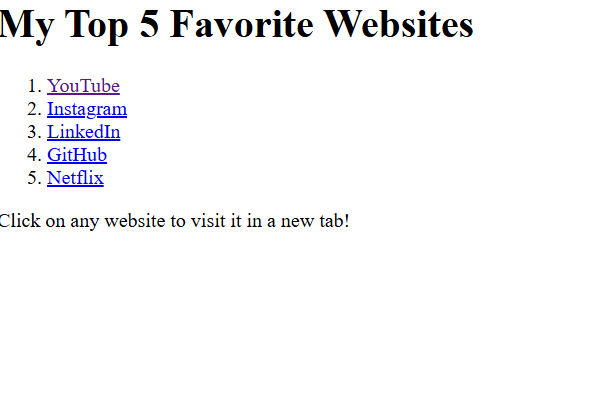 My Top 5 Favorite Websites
1. YouTube
2. Instagram
3. LinkedIn
4. GitHub
5. Netflix
Click on any website to visit it in a new tab!